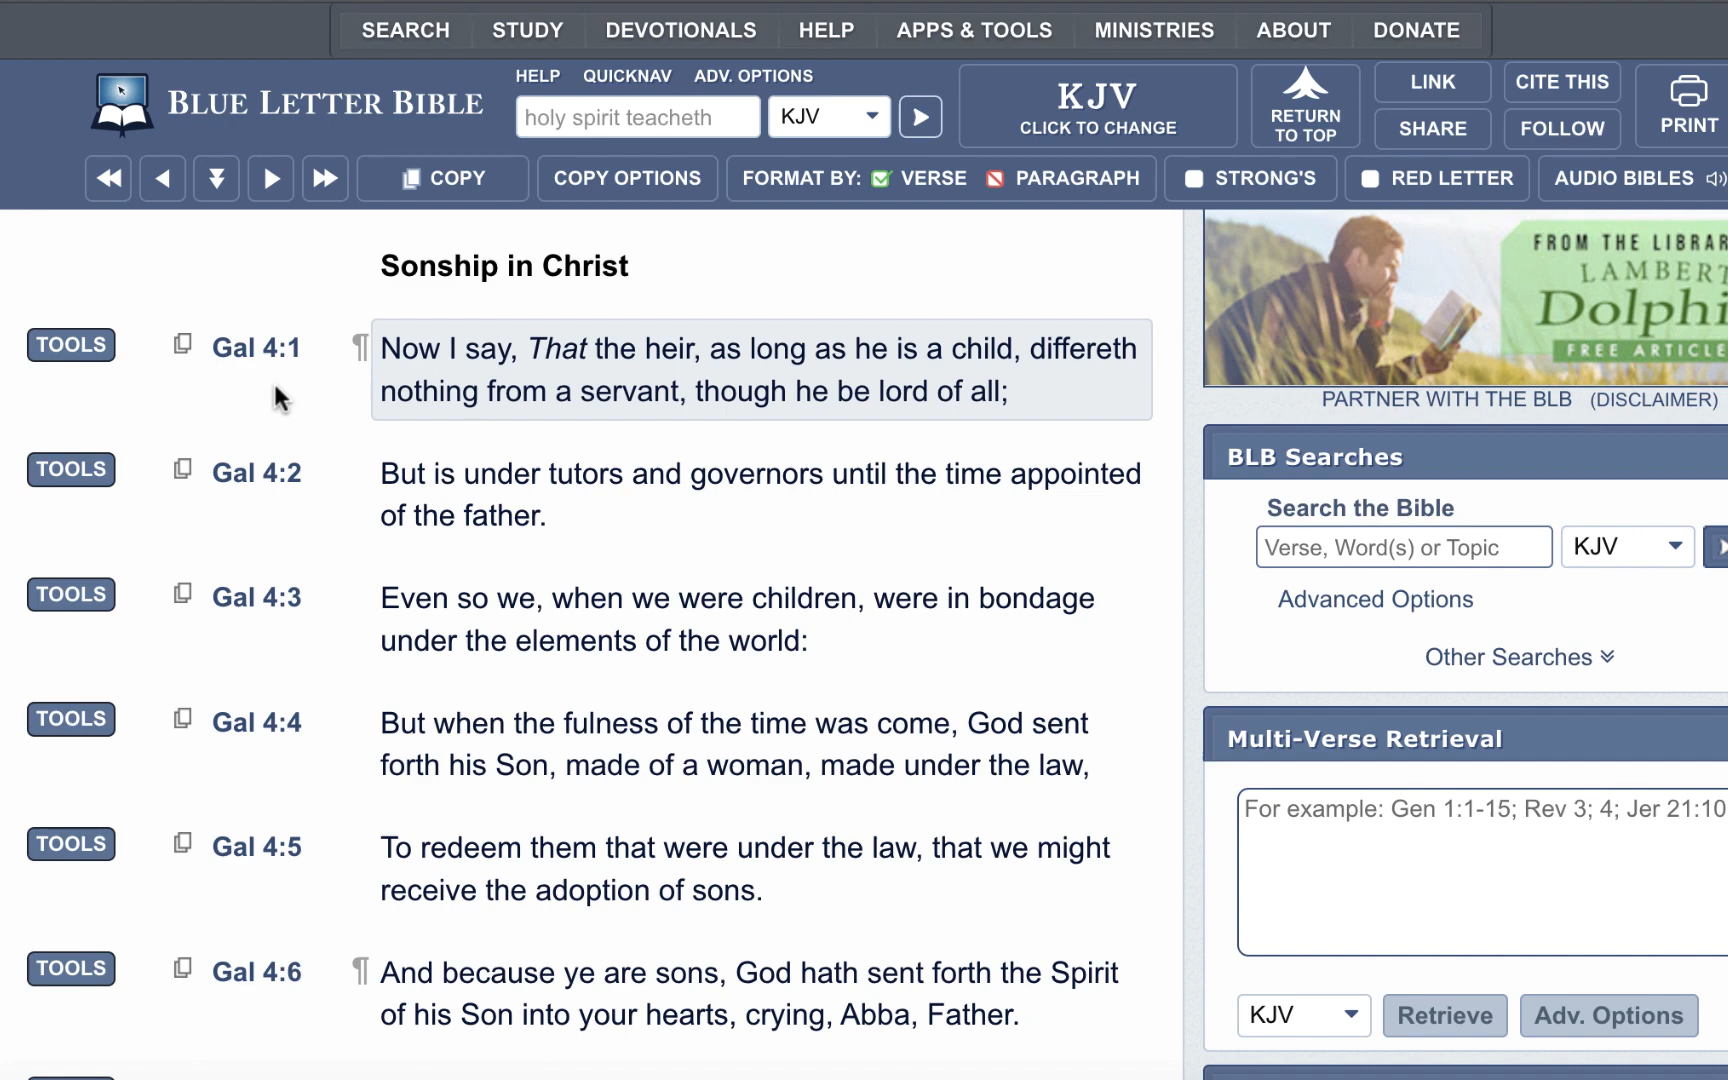 SEARCH STUDY DEVOTIONALS HELP APPS & TOOLS MINISTRIES ABOUT DONATE
BLUE LETTER BIBLE
HELP QUICKNAV ADV. OPTIONS
holy spirit teacheth KJV
KJV
CLICK TO CHANGE
RETURN
TO TOP
LINK CITE THIS
SHARE FOLLOW
PRINT
COPY COPY OPTIONS FORMAT BY: VERSE PARAGRAPH STRONG'S RED LETTER AUDIO BIBLES
Sonship in Christ
TOOLS Gal 4:1 ¶ Now I say, That the heir, as long as he is a child, differeth
nothing from a servant, though he be lord of all;
TOOLS Gal 4:2 But is under tutors and governors until the time appointed
of the father.
TOOLS Gal 4:3 Even so we, when we were children, were in bondage
under the elements of the world:
TOOLS Gal 4:4 But when the fulness of the time was come, God sent
forth his Son, made of a woman, made under the law,
TOOLS Gal 4:5 To redeem them that were under the law, that we might
receive the adoption of sons.
TOOLS Gal 4:6 ¶ And because ye are sons, God hath sent forth the Spirit
of his Son into your hearts, crying, Abba, Father.
FROM THE LIBRAR
LAMBERT
Dolphi
FREE ARTICLE
PARTNER WITH THE BLB (DISCLAIMER)
BLB Searches
Search the Bible
Verse, Word(s) or Topic KJV
Advanced Options
Other Searches
Multi-Verse Retrieval
For example: Gen 1:1-15; Rev 3; 4; Jer 21:10
KJV Retrieve Adv. Options